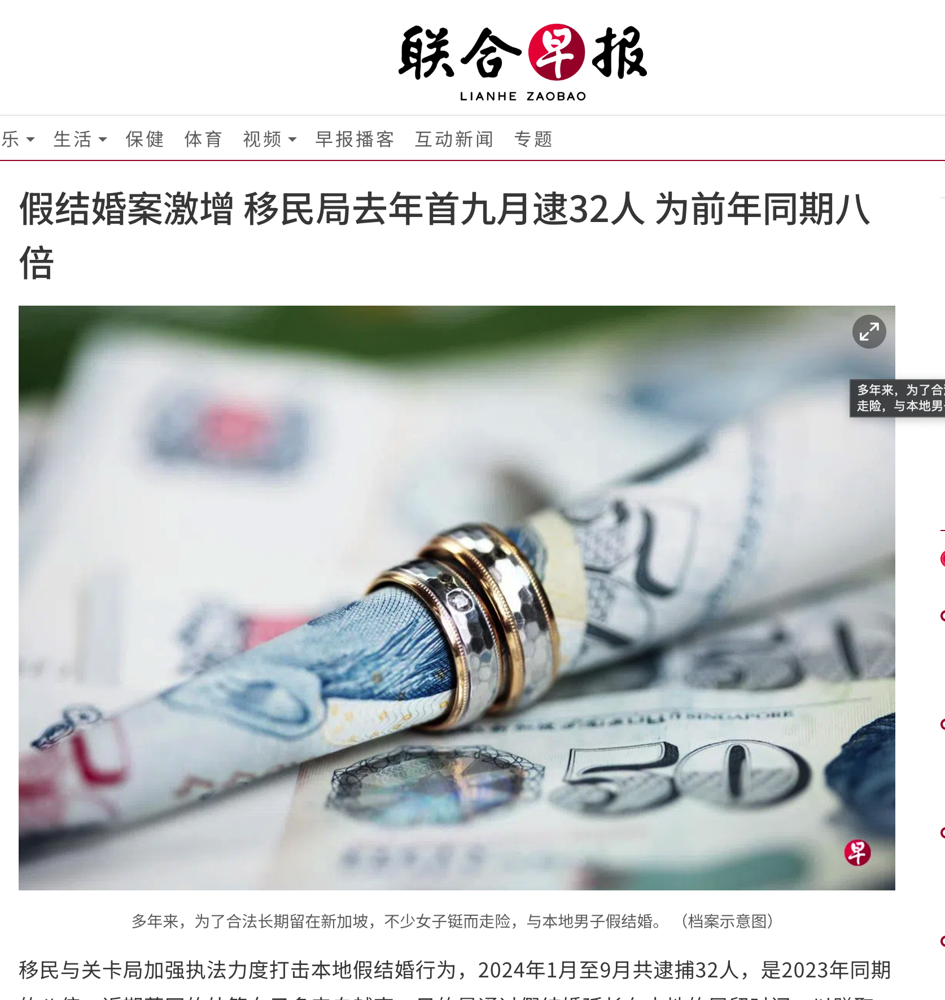 联合早报
LIANHE ZAOBAO
乐 生活 保健 体育 视频 早报播客 互动新闻 专题
假结婚案激增 移民局去年首九月逮32人 为前年同期八
倍
多年来，为了合
走险，与本地男
SINGAPORE
50
早
多年来，为了合法长期留在新加坡，不少女子铤而走险，与本地男子假结婚。 （档案示意图）
移民与关卡局加强执法力度打击本地假结婚行为，2024年1月至9月共逮捕32人，是2023年同期